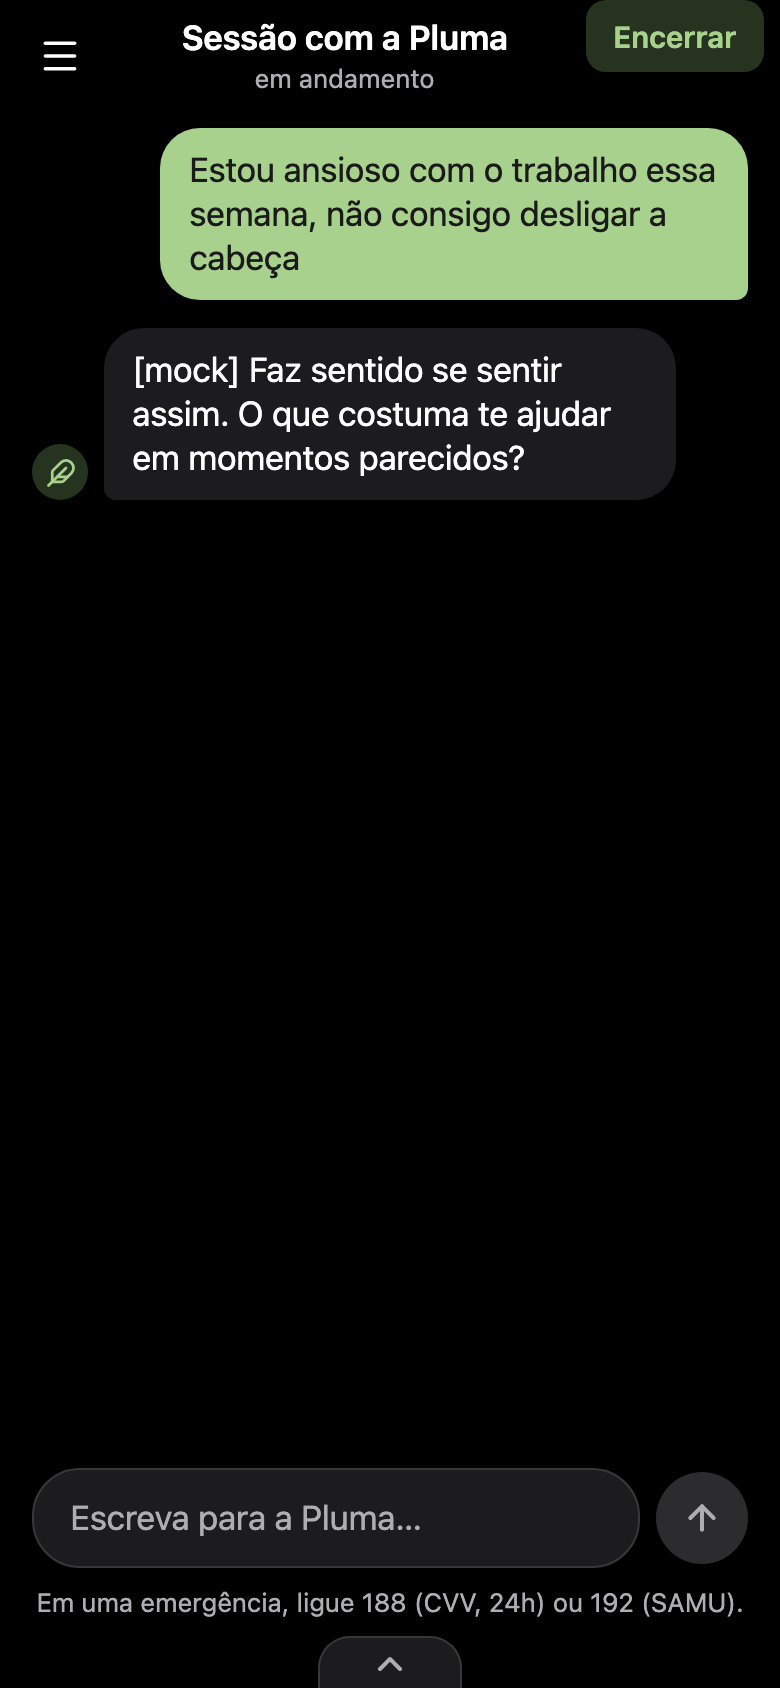 Sessão com a Pluma
em andamento
Encerrar
Estou ansioso com o trabalho essa
semana, não consigo desligar a
cabeça
[mock] Faz sentido se sentir
assim. O que costuma te ajudar
em momentos parecidos?
Escreva para a Pluma...
Em uma emergência, ligue 188 (CVV, 24h) ou 192 (SAMU).